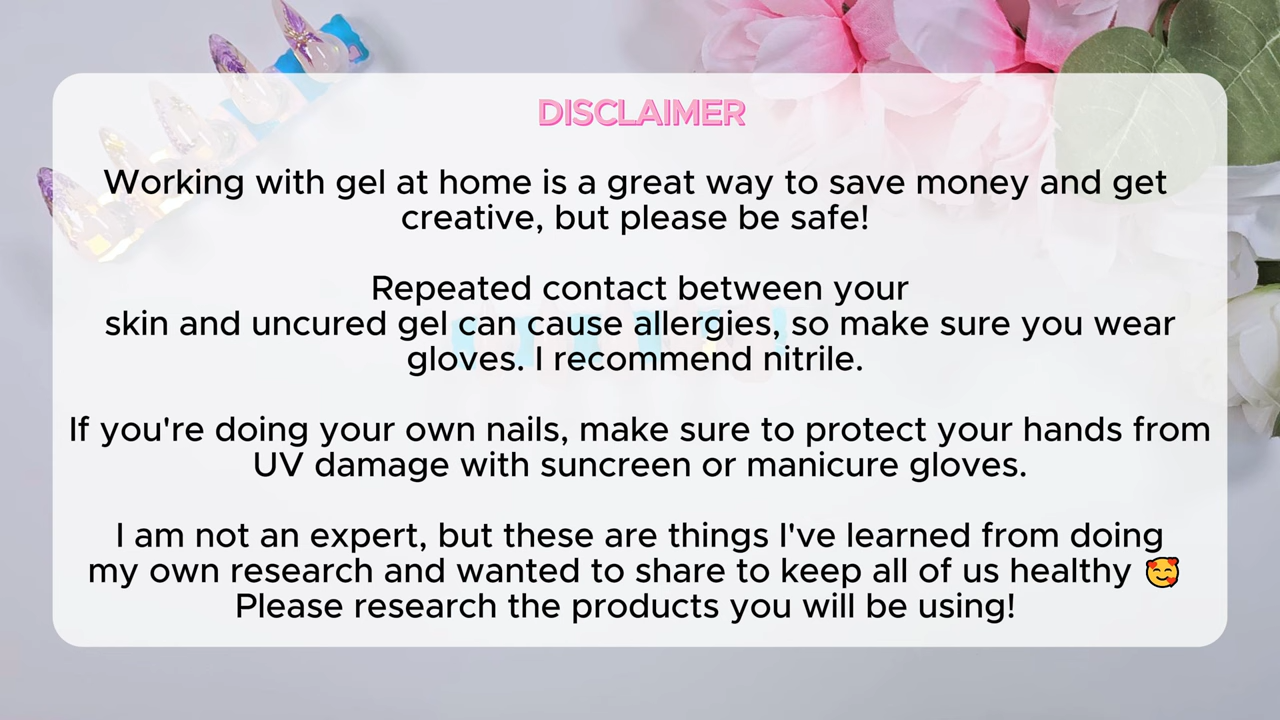 DISCLAIMER
Working with gel at home is a great way to save money and get
creative, but please be safe!
Repeated contact between your
skin and uncured gel can cause allergies, so make sure you wear
gloves. I recommend nitrile.
If you're doing your own nails, make sure to protect your hands from
UV damage with suncreen or manicure gloves.
I am not an expert, but these are things I've learned from doing
my own research and wanted to share to keep all of us healthy 🥰
Please research the products you will be using!